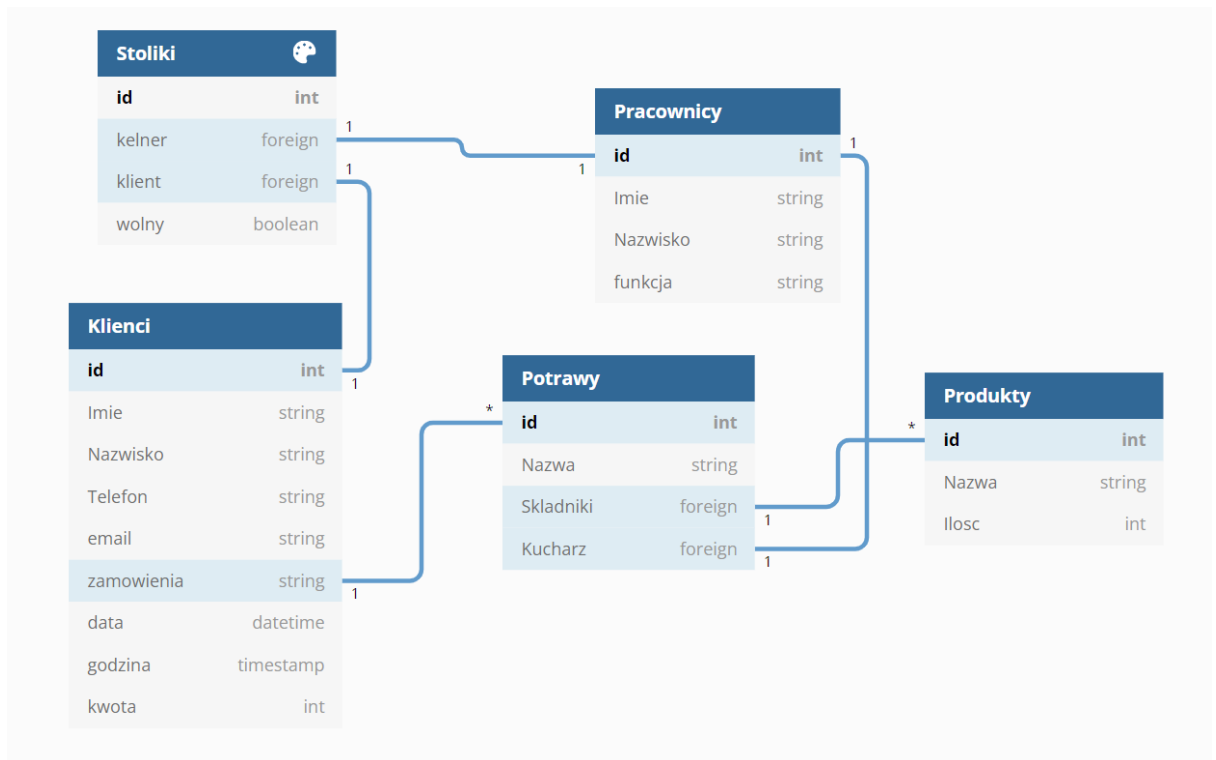 Stoliki
id int
kelner foreign
klient foreign
wolny boolean
1
1
Pracownicy
id int
Imie string
Nazwisko string
funkcja string
1
1
Klienci
id int
Imie string
Nazwisko string
Telefon string
email string
zamowienia string
data datetime
godzina timestamp
kwota int
1
1
Potrawy
id int
Nazwa string
Skladniki foreign
Kucharz foreign
*
1
1
Produkty
id int
Nazwa string
Ilosc int
*